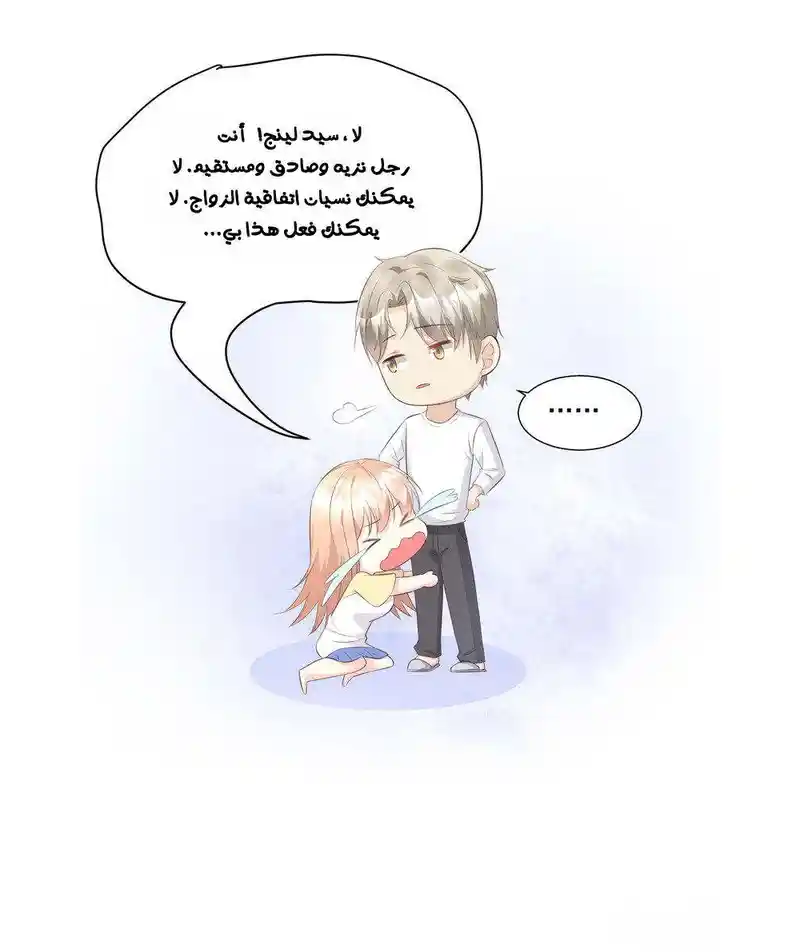 لا، سيد لينج! أنت
رجل نزيه وصادق ومستقيم. لا
يمكنك نسيان اتفاقية الزواج. لا
يمكنك فعل هذا بي...
......